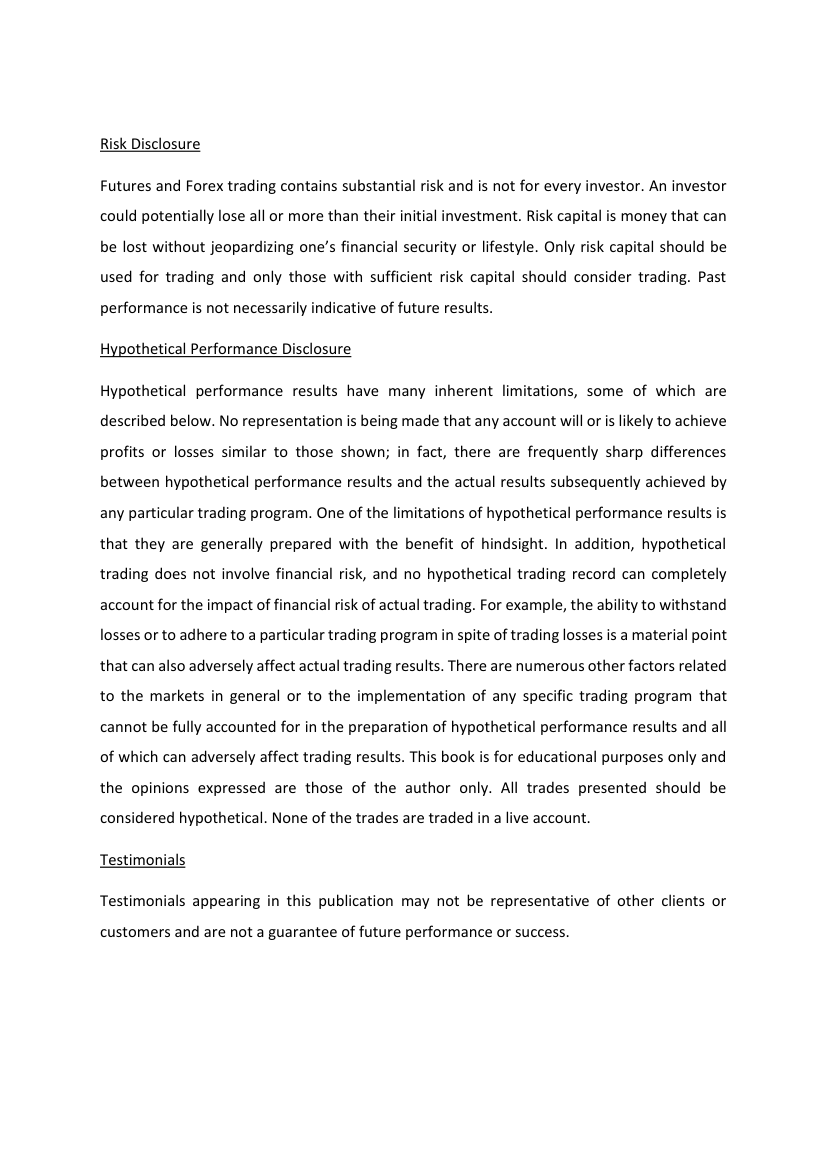 Risk Disclosure
Futures and Forex trading contains substantial risk and is not for every investor. An investor
could potentially lose all or more than their initial investment. Risk capital is money that can
be lost without jeopardizing one’s financial security or lifestyle. Only risk capital should be
used for trading and only those with sufficient risk capital should consider trading. Past
performance is not necessarily indicative of future results.
Hypothetical Performance Disclosure
Hypothetical performance results have many inherent limitations, some of which are
described below. No representation is being made that any account will or is likely to achieve
profits or losses similar to those shown; in fact, there are frequently sharp differences
between hypothetical performance results and the actual results subsequently achieved by
any particular trading program. One of the limitations of hypothetical performance results is
that they are generally prepared with the benefit of hindsight. In addition, hypothetical
trading does not involve financial risk, and no hypothetical trading record can completely
account for the impact of financial risk of actual trading. For example, the ability to withstand
losses or to adhere to a particular trading program in spite of trading losses is a material point
that can also adversely affect actual trading results. There are numerous other factors related
to the markets in general or to the implementation of any specific trading program that
cannot be fully accounted for in the preparation of hypothetical performance results and all
of which can adversely affect trading results. This book is for educational purposes only and
the opinions expressed are those of the author only. All trades presented should be
considered hypothetical. None of the trades are traded in a live account.
Testimonials
Testimonials appearing in this publication may not be representative of other clients or
customers and are not a guarantee of future performance or success.